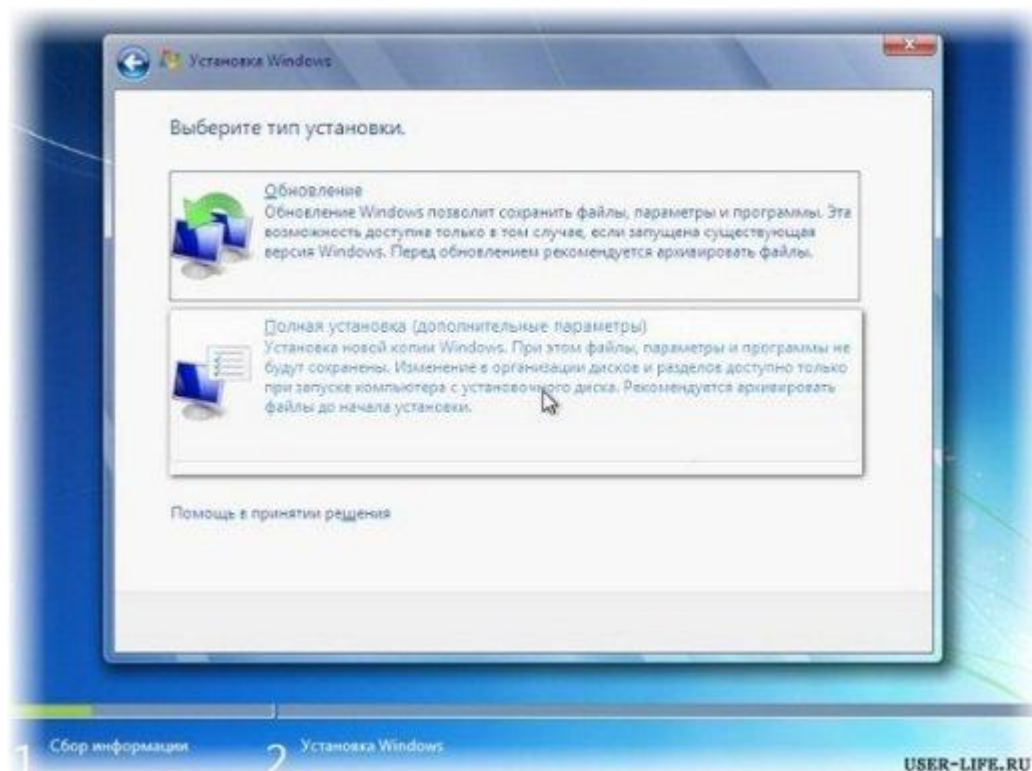 Установка Windows
Выберите тип установки.
Обновление
Обновление Windows позволит сохранить файлы, параметры и программы. Эта
возможность доступна только в том случае, если запущена существующая
версия Windows. Перед обновлением рекомендуется архивировать файлы.
Полная установка (дополнительные параметры)
Установка новой копии Windows. При этом файлы, параметры и программы не
будут сохранены. Изменение в организации дисков и разделов доступно только
при запуске компьютера с установочного диска. Рекомендуется архивировать
файлы до начала установки.
Помощь в принятии решения
1 Сбор информации
2 Установка Windows
USER-LIFE.RU